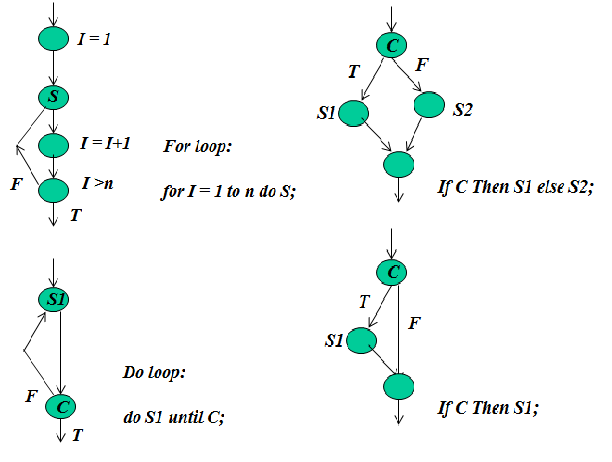 I = 1
S
I = I+1
I >n
F
T
For loop:
for I = 1 to n do S;
C
T
F
S1
S2
If C Then S1 else S2;
S1
F
C
T
Do loop:
do S1 until C;
C
T
F
S1
If C Then S1;